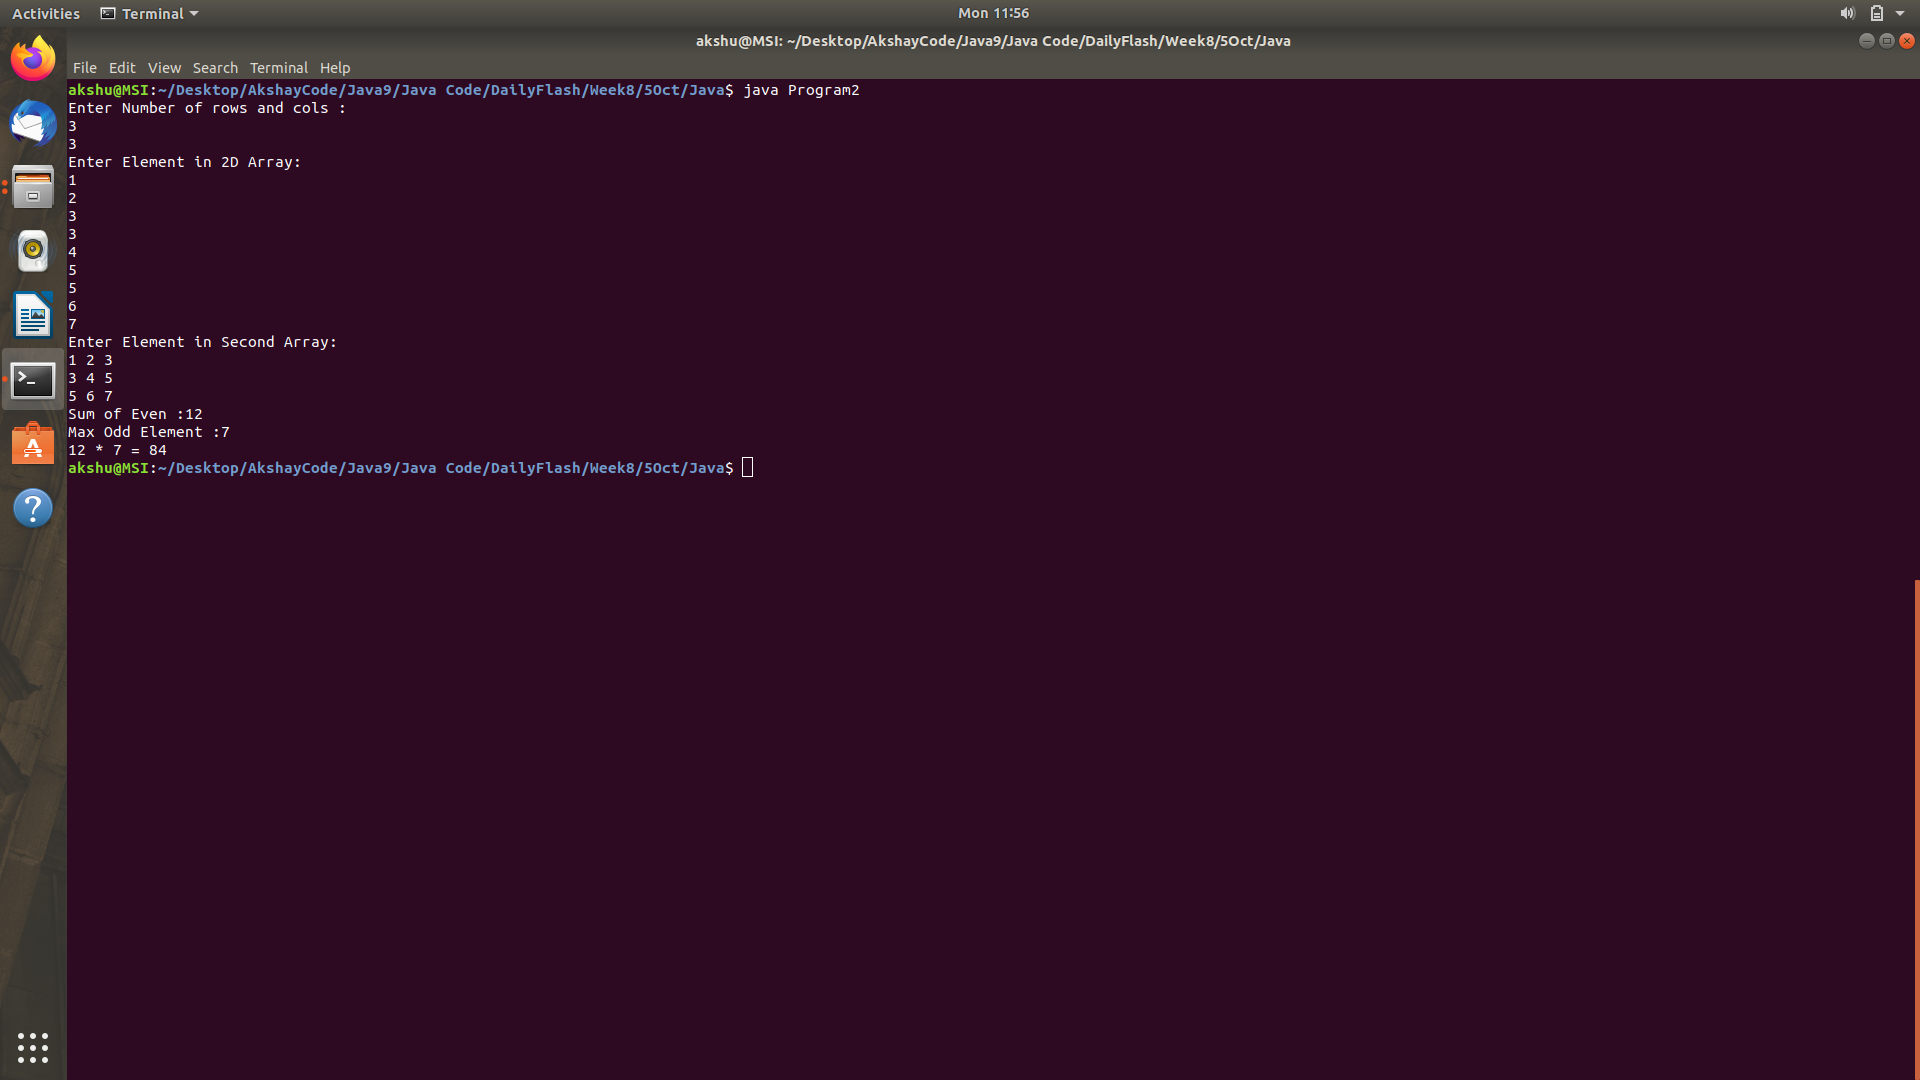 Activities Terminal Mon 11:56
akshu@MSI: ~/Desktop/AkshayCode/Java9/Java Code/DailyFlash/Week8/5Oct/Java
File Edit View Search Terminal Help
akshu@MSI:~/Desktop/AkshayCode/Java9/Java Code/DailyFlash/Week8/5Oct/Java$ java Program2
Enter Number of rows and cols :
3
3
Enter Element in 2D Array:
1
2
3
3
4
5
5
6
7
Enter Element in Second Array:
1 2 3
3 4 5
5 6 7
Sum of Even :12
Max Odd Element :7
12 * 7 = 84
akshu@MSI:~/Desktop/AkshayCode/Java9/Java Code/DailyFlash/Week8/5Oct/Java$